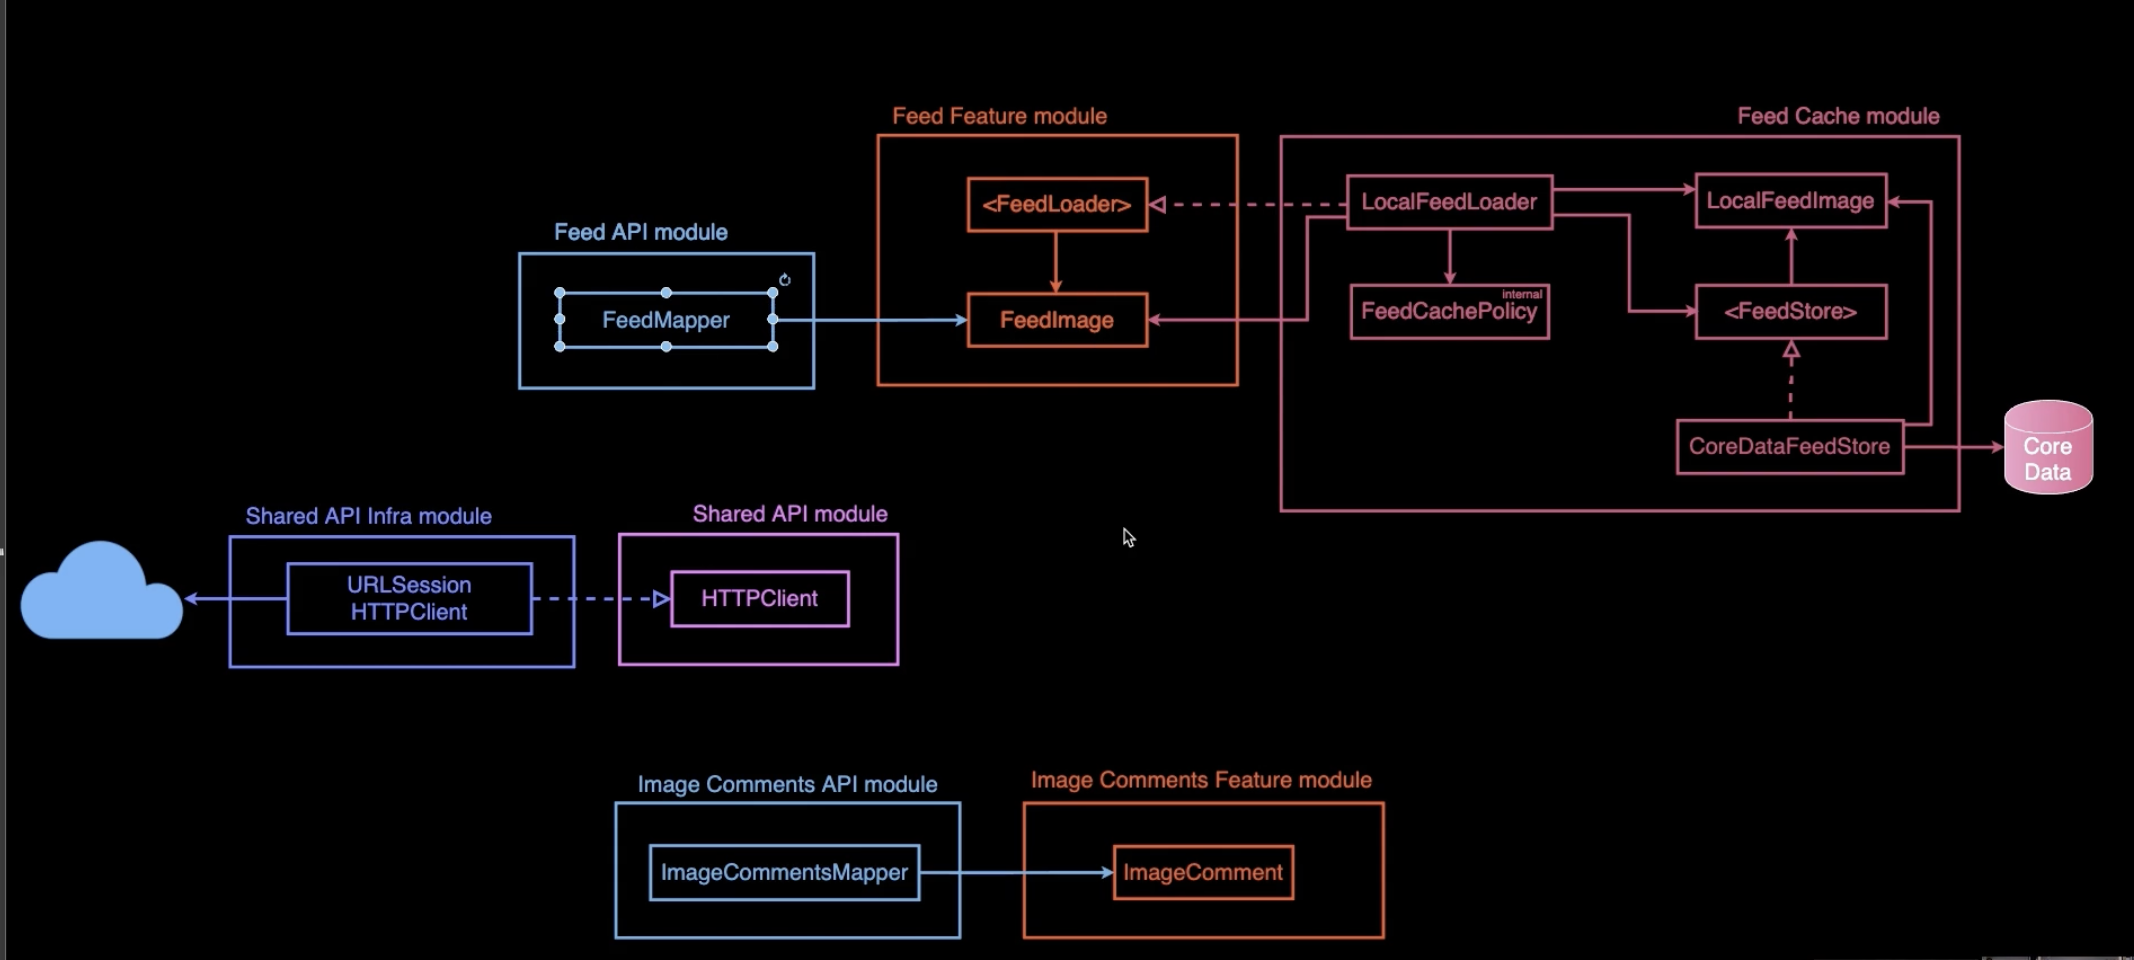 Feed Feature module
Feed Cache module
<FeedLoader>
LocalFeedLoader
LocalFeedImage
Feed API module
FeedMapper
FeedImage
internal
FeedCachePolicy
<FeedStore>
CoreDataFeedStore
Core
Data
Shared API Infra module
Shared API module
URLSession
HTTPClient
HTTPClient
Image Comments API module
Image Comments Feature module
ImageCommentsMapper
ImageComment